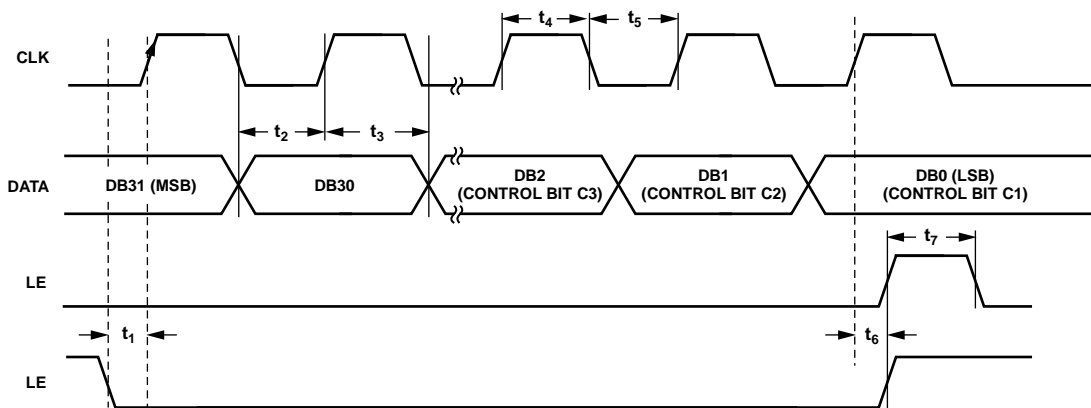 t4
t5
CLK
t2
t3
DATA
DB31 (MSB)
DB30
DB2
(CONTROL BIT C3)
DB1
(CONTROL BIT C2)
DB0 (LSB)
(CONTROL BIT C1)
t7
LE
t1
t6
LE